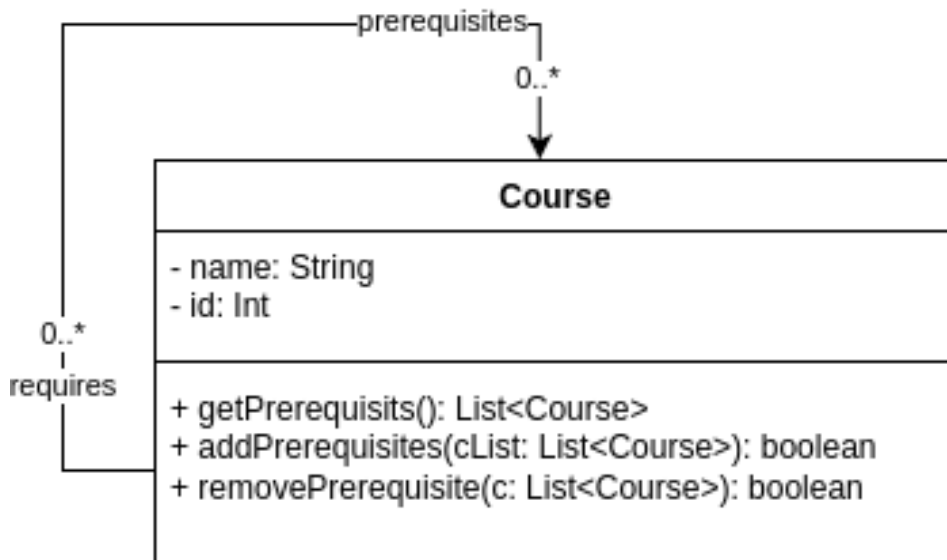 prerequisites
0..*
Course
- name: String
- id: Int
0..*
requires
+ getPrerequisits(): List<Course>
+ addPrerequisites(cList: List<Course>): boolean
+ removePrerequisite(c: List<Course>): boolean